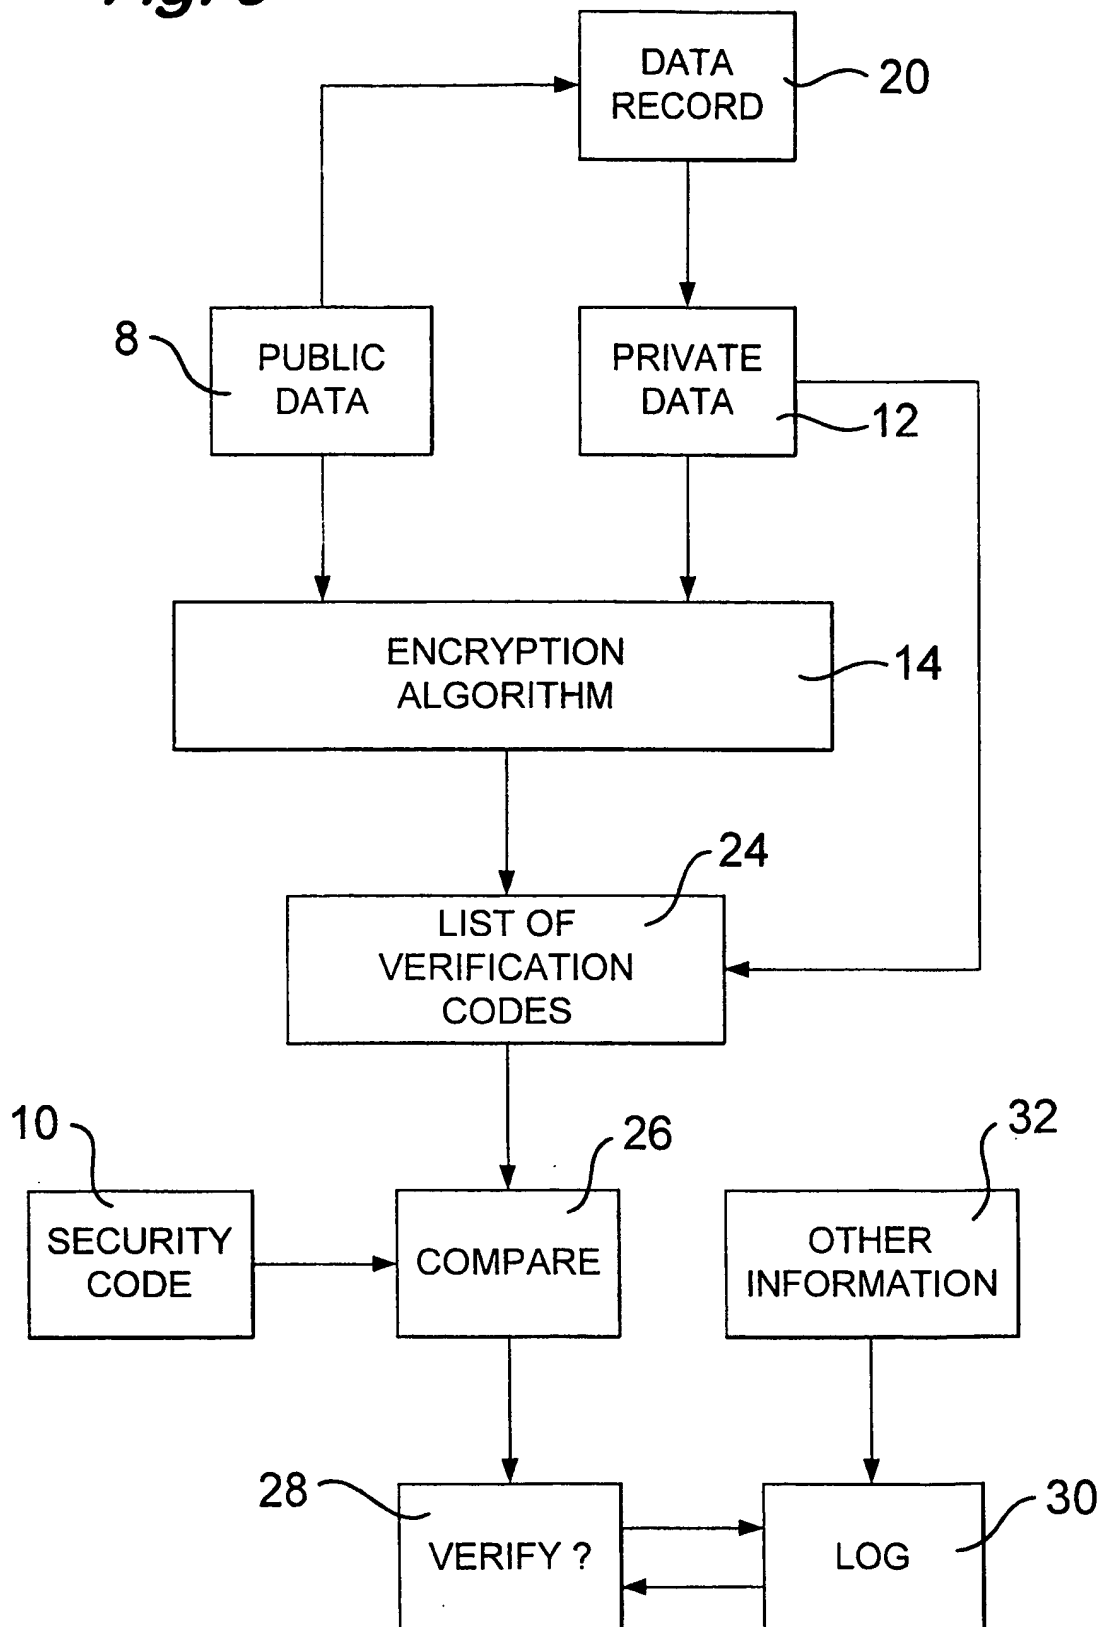 DATA
RECORD
20
8
PUBLIC
DATA
PRIVATE
DATA
12
ENCRYPTION
ALGORITHM
14
24
LIST OF
VERIFICATION
CODES
10
26
32
SECURITY
CODE
COMPARE
OTHER
INFORMATION
28
30
VERIFY ?
LOG